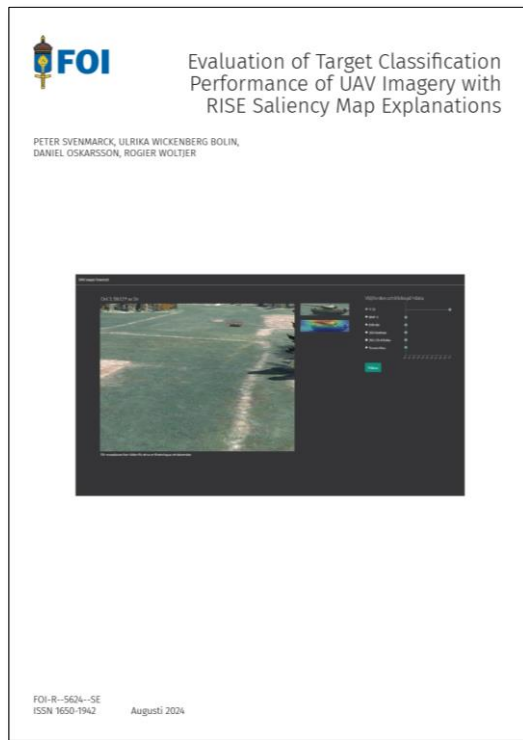 FOI
Evaluation of Target Classification
Performance of UAV Imagery with
RISE Saliency Map Explanations
PETER SVENMARCK, ULRIKA WICKENBERG BOLIN,
DANIEL OSKARSSON, ROGIER WOLTJER
FOI-R--5624--SE
ISSN 1650-1942 Augusti 2024